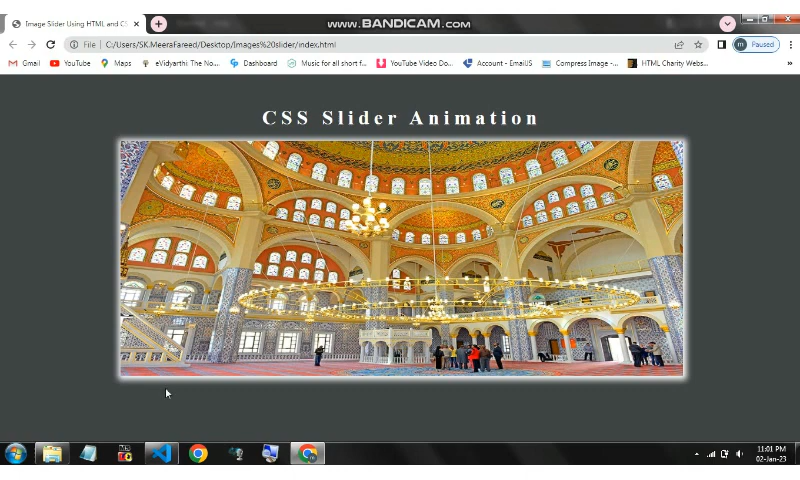 Image Slider Using HTML and CS
www.BANDICAM.com
File | C:/Users/SK.MeeraFareed/Desktop/Images%20slider/index.html
m Paused
Gmail YouTube Maps eVidyarthi: The No... Dashboard Music for all short f... YouTube Video Do... Account - EmailJS Compress Image -... HTML Charity Webs... »
CSS Slider Animation
11:01 PM
02-Jan-23